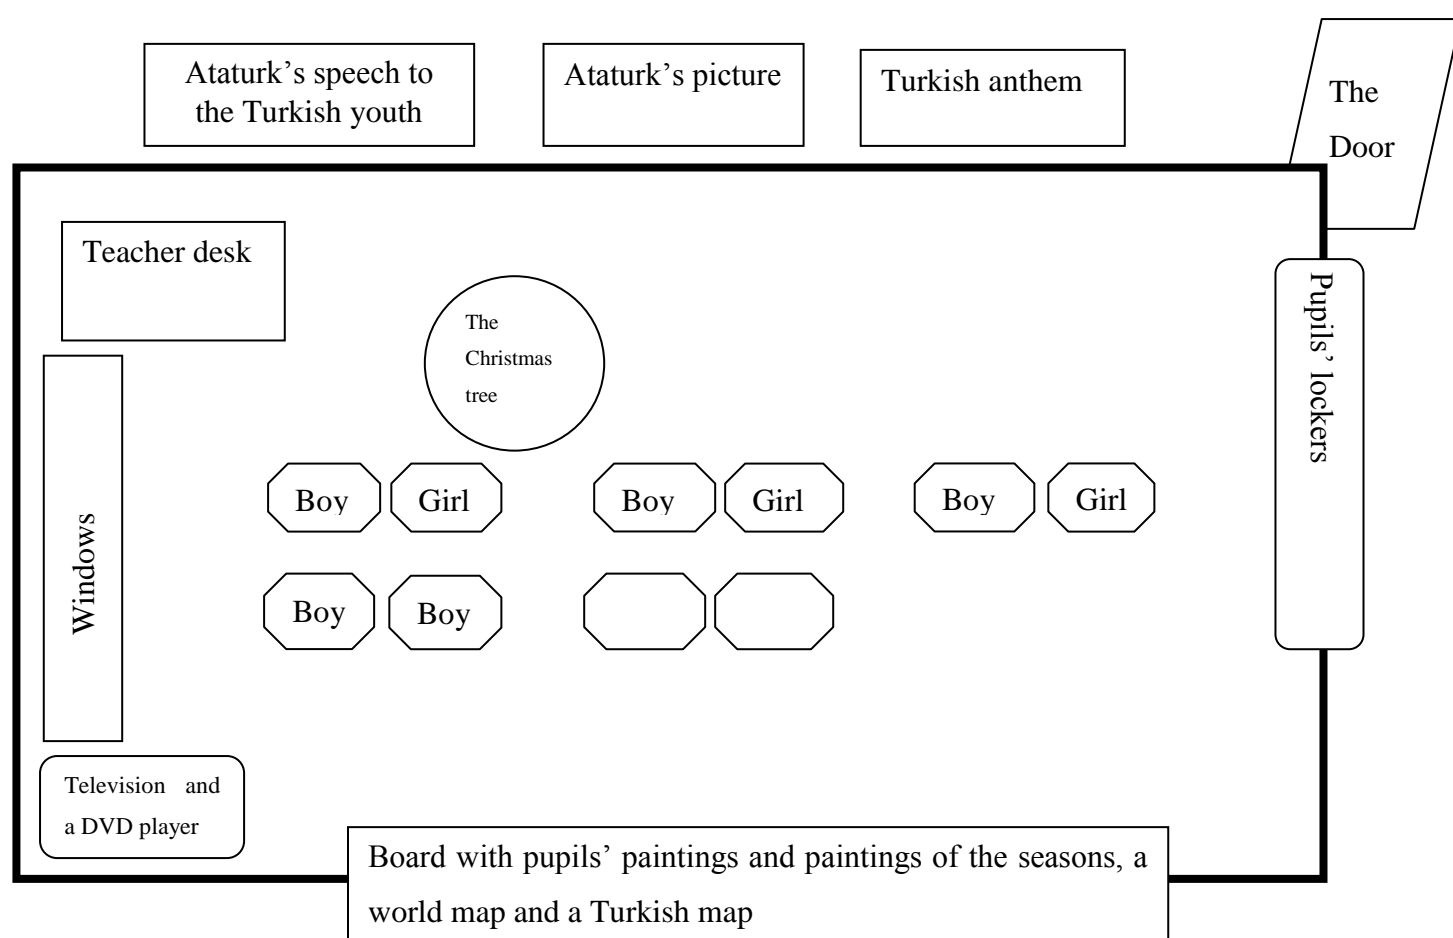 Ataturk’s speech to
the Turkish youth
Ataturk’s picture
Turkish anthem
The
Door
Teacher desk
The
Christmas
tree
Pupils’ lockers
Windows
Boy
Girl
Boy
Girl
Boy
Girl
Boy
Boy
Television and
a DVD player
Board with pupils’ paintings and paintings of the seasons, a
world map and a Turkish map